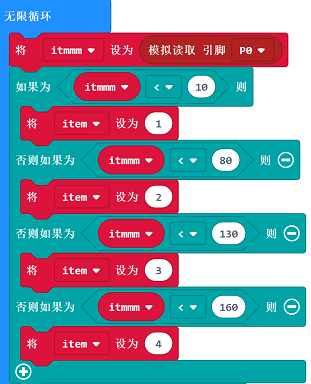 无限循环
将 itmmm 设为 模拟读取 引脚 P0
如果为 itmmm < 10 则
将 item 设为 1
否则如果为 itmmm < 80 则
将 item 设为 2
否则如果为 itmmm < 130 则
将 item 设为 3
否则如果为 itmmm < 160 则
将 item 设为 4